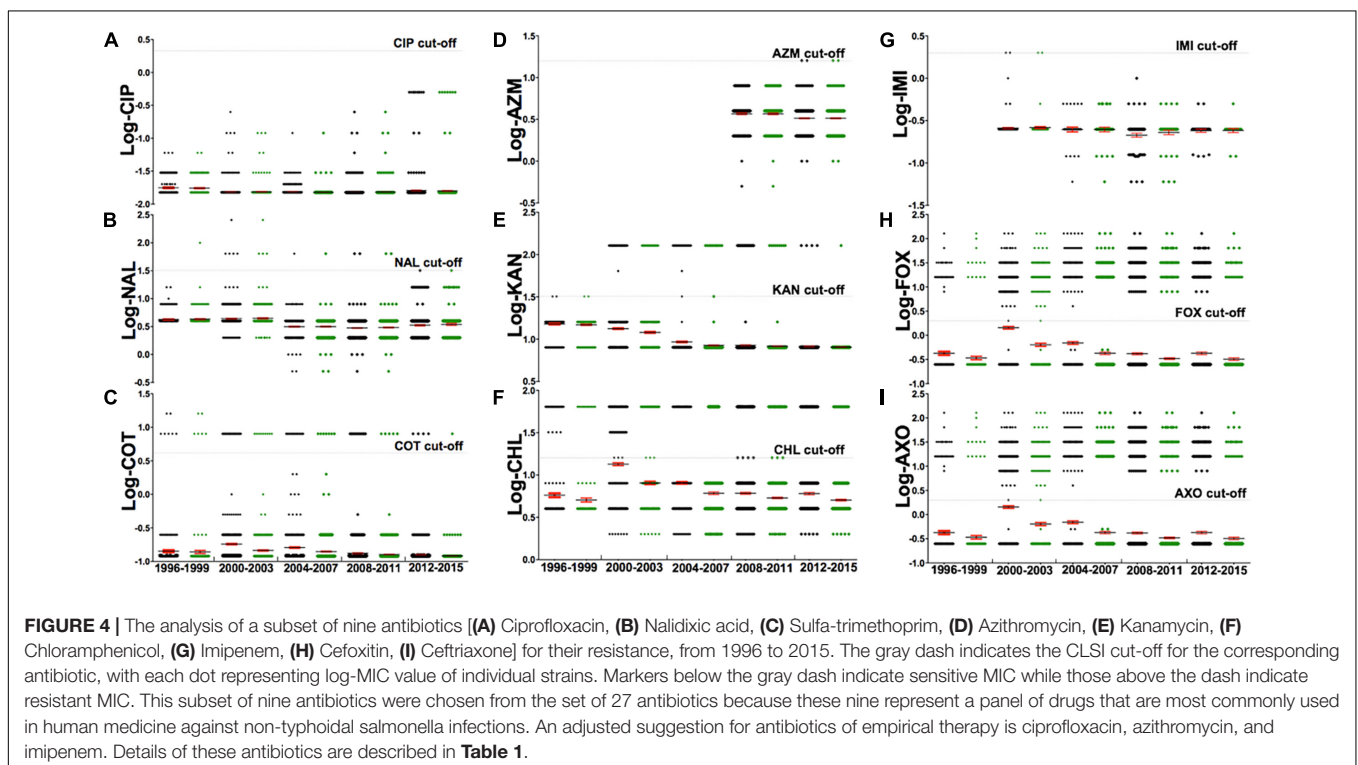 A
0.5
0.0
-0.5
-1.0
-1.5
-2.0
Log-CIP
CIP cut-off
B
2.5
2.0
1.5
1.0
0.5
0.0
-0.5
Log-NAL
NAL cut-off
C
1.5
1.0
0.5
0.0
-0.5
-1.0
Log-COT
COT cut-off
1996-1999 2000-2003 2004-2007 2008-2011 2012-2015
D
1.5
1.0
0.5
0.0
-0.5
Log-AZM
AZM cut-off
E
2.5
2.0
1.5
1.0
0.5
Log-KAN
KAN cut-off
F
2.0
1.5
1.0
0.5
0.0
Log-CHL
CHL cut-off
1996-1999 2000-2003 2004-2007 2008-2011 2012-2015
G
0.5
0.0
-0.5
-1.0
-1.5
Log-IMI
IMI cut-off
H
2.5
2.0
1.5
1.0
0.5
0.0
-0.5
-1.0
Log-FOX
FOX cut-off
I
2.5
2.0
1.5
1.0
0.5
0.0
-0.5
-1.0
Log-AXO
AXO cut-off
1996-1999 2000-2003 2004-2007 2008-2011 2012-2015
FIGURE 4 | The analysis of a subset of nine antibiotics [(A) Ciprofloxacin, (B) Nalidixic acid, (C) Sulfa-trimethoprim, (D) Azithromycin, (E) Kanamycin, (F)
Chloramphenicol, (G) Imipenem, (H) Cefoxitin, (I) Ceftriaxone] for their resistance, from 1996 to 2015. The gray dash indicates the CLSI cut-off for the corresponding
antibiotic, with each dot representing log-MIC value of individual strains. Markers below the gray dash indicate sensitive MIC while those above the dash indicate
resistant MIC. This subset of nine antibiotics were chosen from the set of 27 antibiotics because these nine represent a panel of drugs that are most commonly used
in human medicine against non-typhoidal salmonella infections. An adjusted suggestion for antibiotics of empirical therapy is ciprofloxacin, azithromycin, and
imipenem. Details of these antibiotics are described in Table 1.